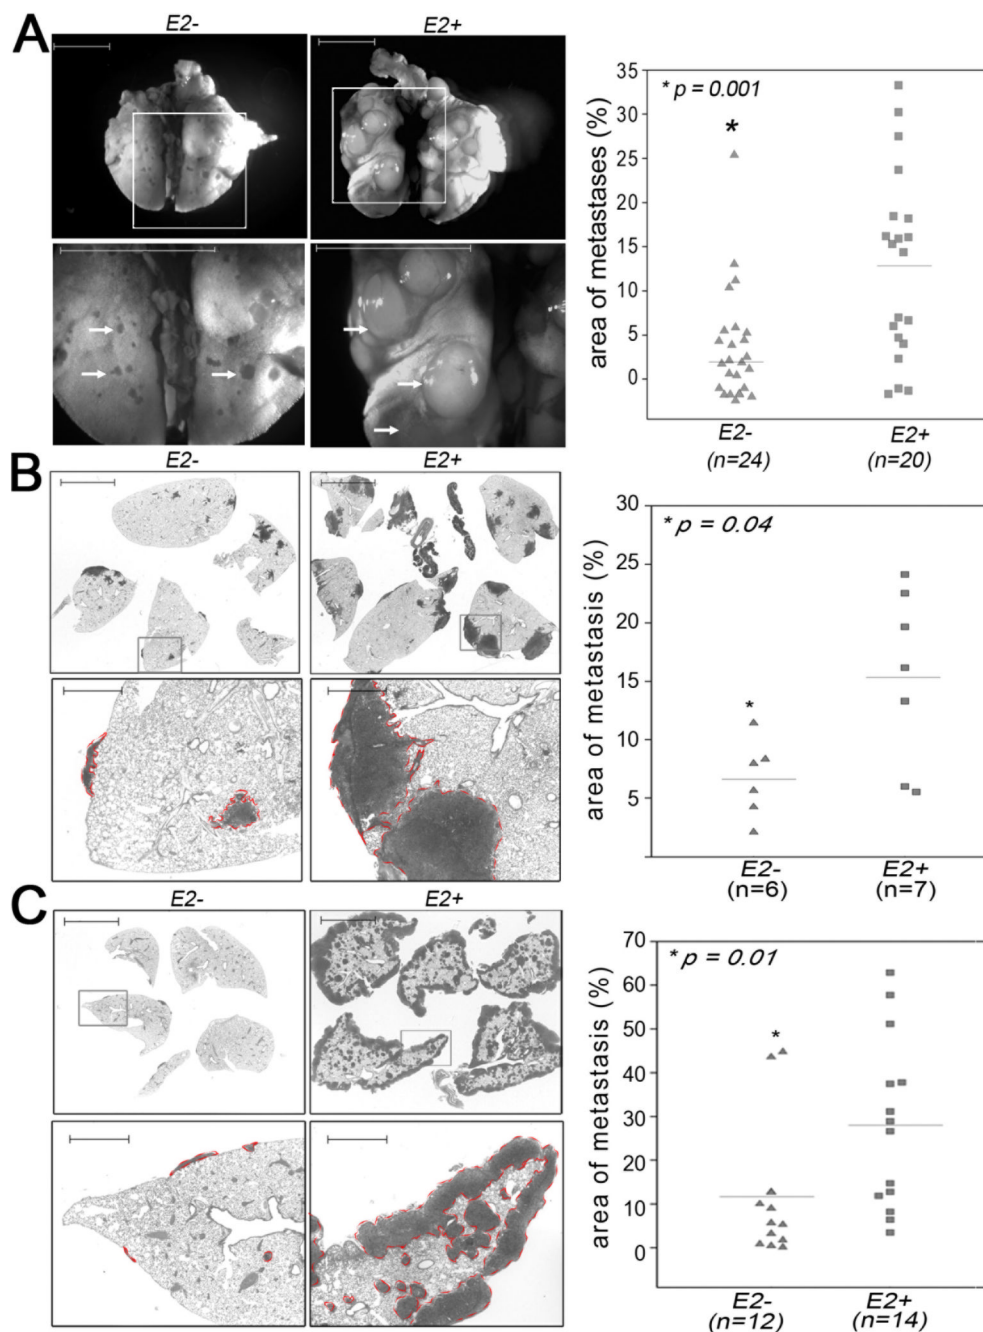 A
E2-
E2+
area of metastases (%)
35
30
25
20
15
10
5
0
* p = 0.001
*
E2-
(n=24)
E2+
(n=20)
B
E2-
E2+
area of metastasis (%)
30
25
20
15
10
5
* p = 0.04
*
E2-
(n=6)
E2+
(n=7)
C
E2-
E2+
area of metastasis (%)
70
60
50
40
30
20
10
0
* p = 0.01
*
E2-
(n=12)
E2+
(n=14)